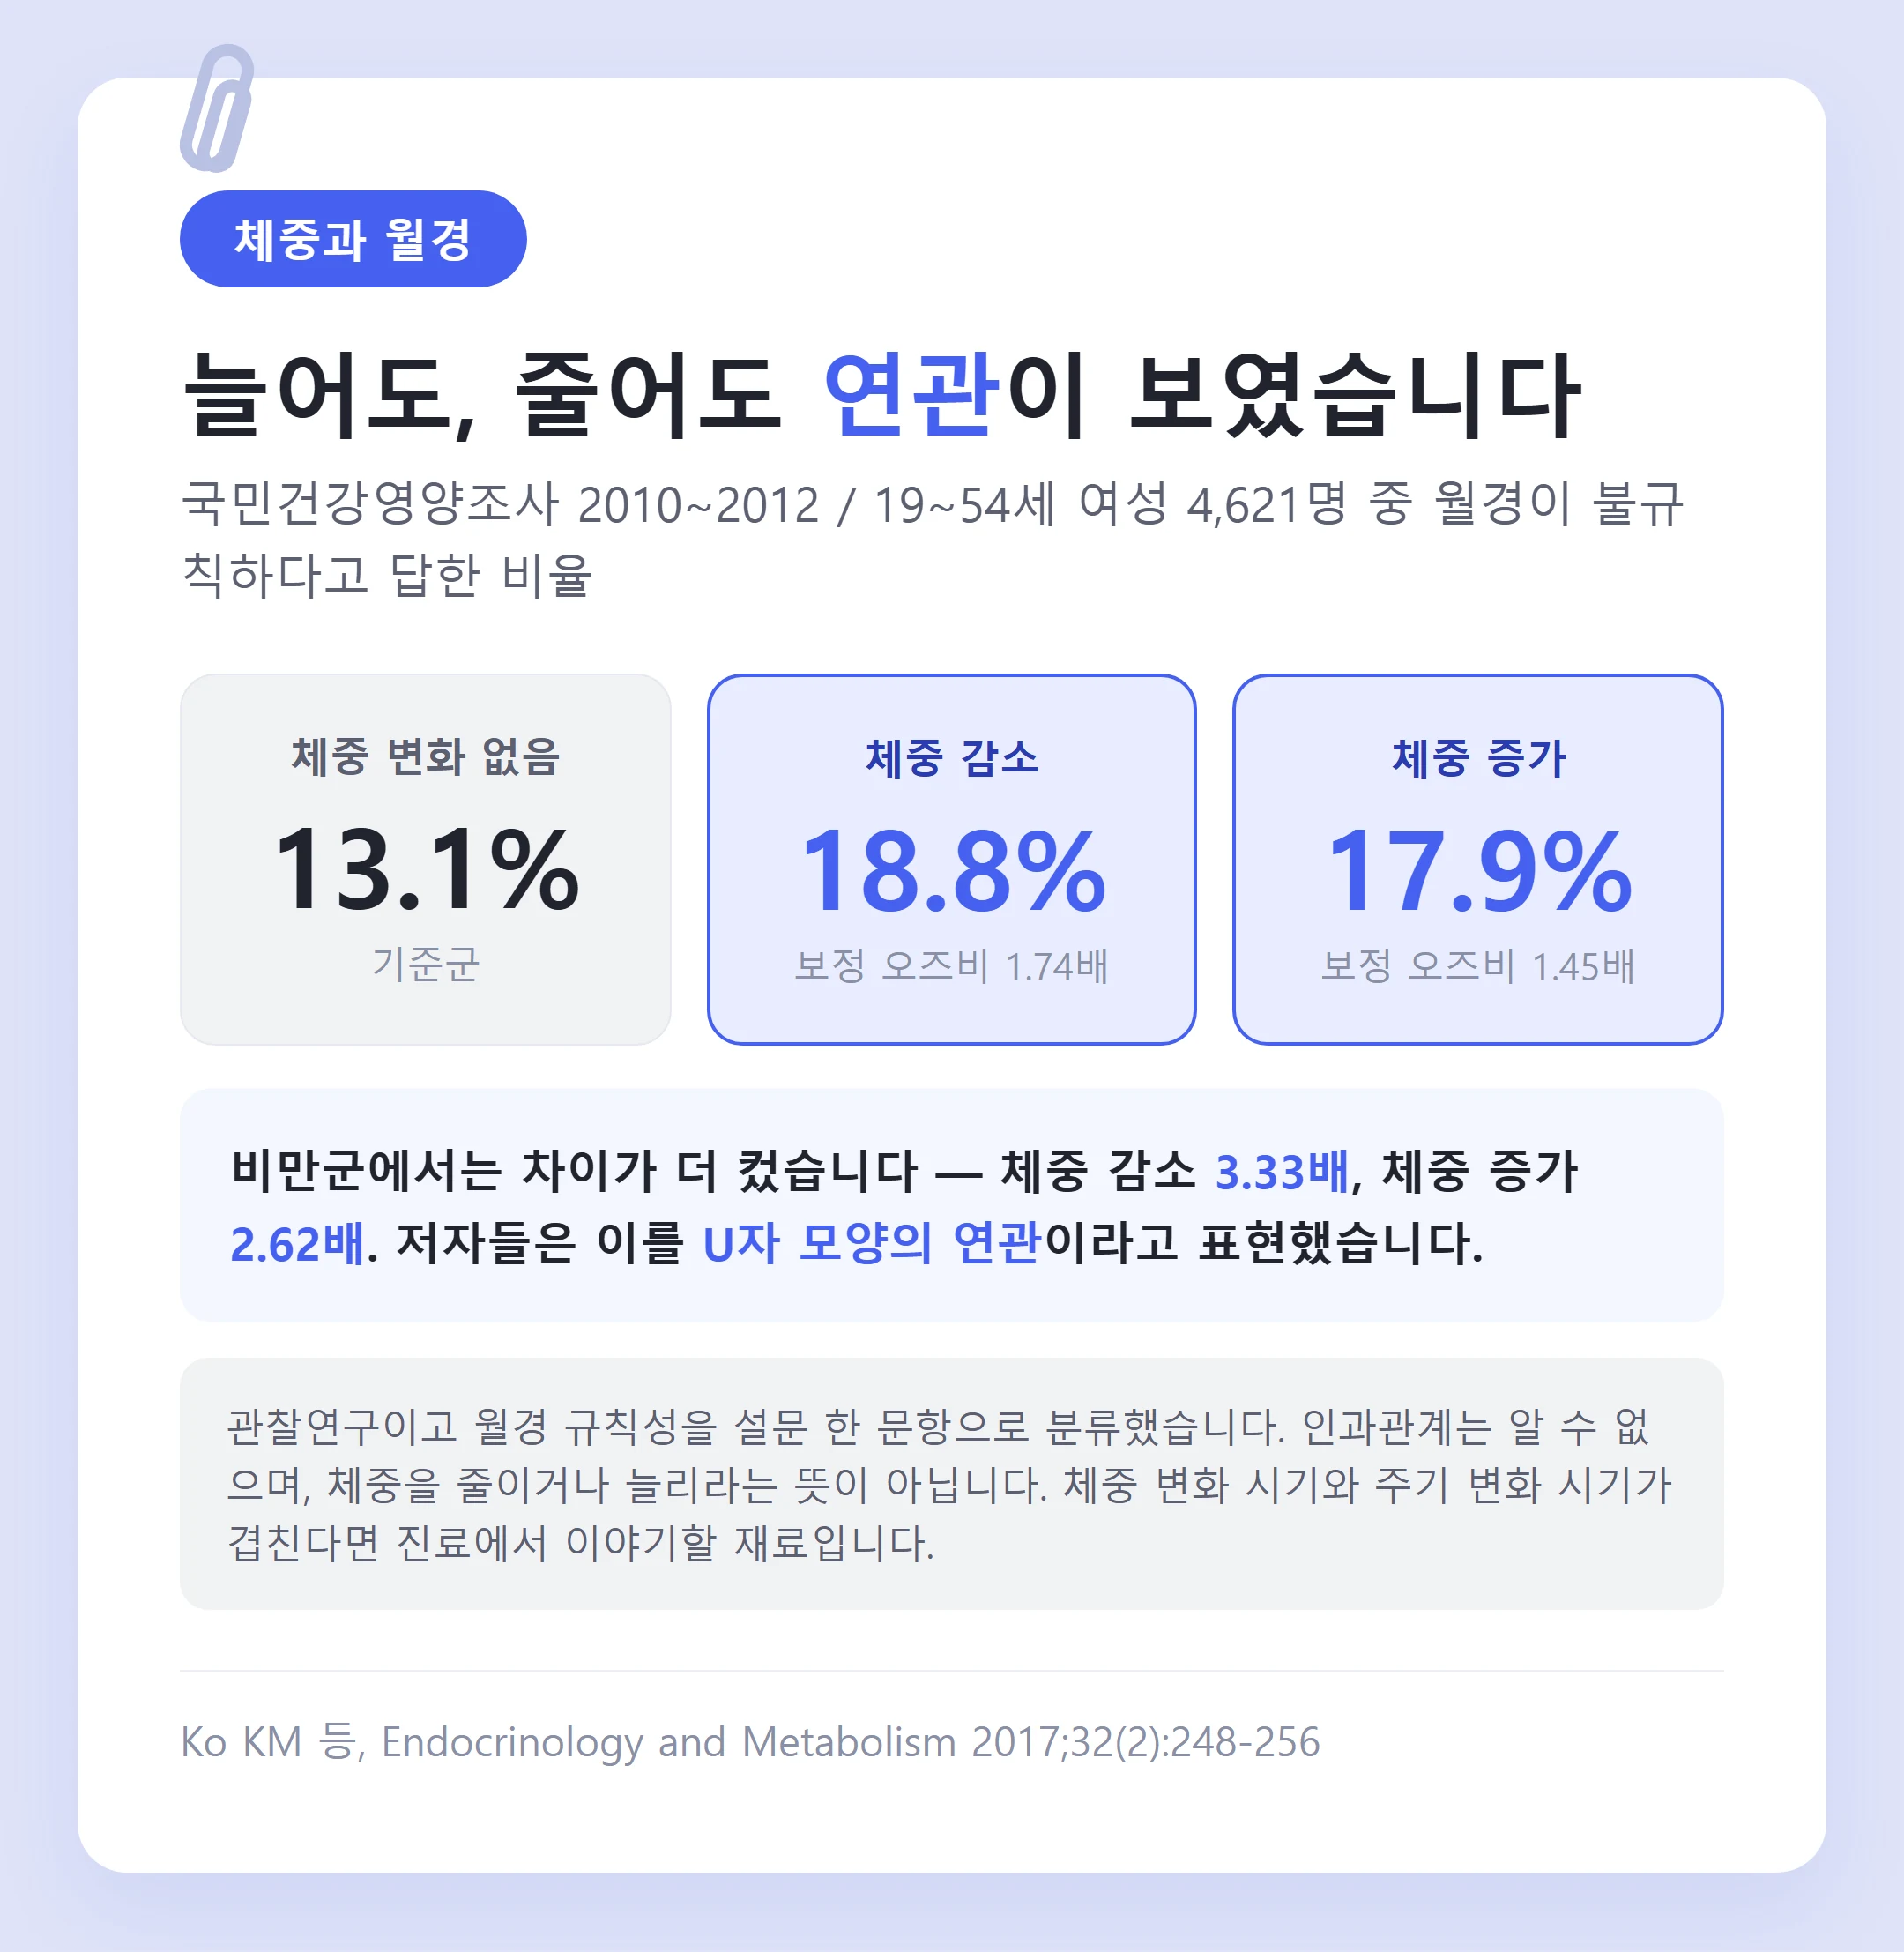 체중과 월경
늘어도, 줄어도 연관이 보였습니다
국민건강영양조사 2010~2012 / 19~54세 여성 4,621명 중 월경이 불규
칙하다고 답한 비율
체중 변화 없음
13.1%
기준군
체중 감소
18.8%
보정 오즈비 1.74배
체중 증가
17.9%
보정 오즈비 1.45배
비만군에서는 차이가 더 컸습니다 — 체중 감소 3.33배, 체중 증가
2.62배. 저자들은 이를 U자 모양의 연관이라고 표현했습니다.
관찰연구이고 월경 규칙성을 설문 한 문항으로 분류했습니다. 인과관계는 알 수 없
으며, 체중을 줄이거나 늘리라는 뜻이 아닙니다. 체중 변화 시기와 주기 변화 시기가
겹친다면 진료에서 이야기할 재료입니다.
Ko KM 등, Endocrinology and Metabolism 2017;32(2):248-256